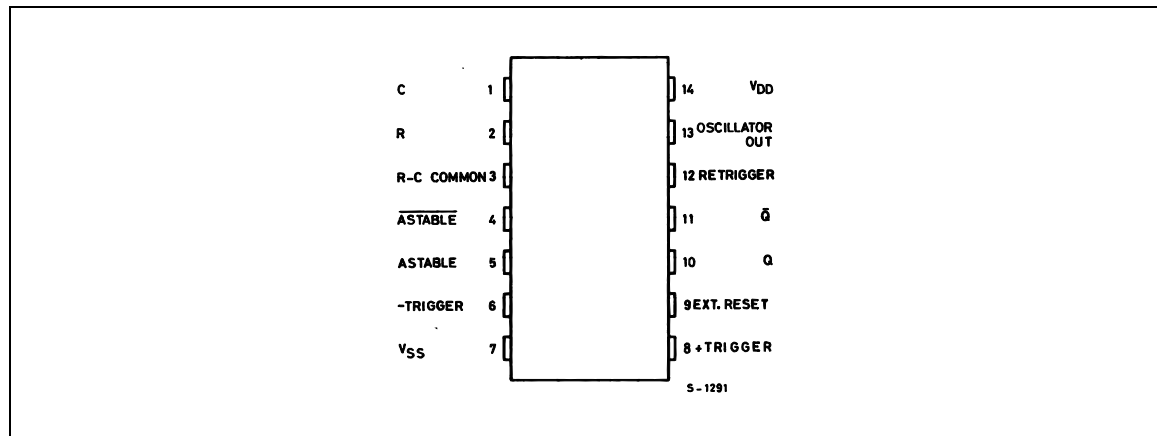 C 1
R 2
R-C COMMON 3
A̅S̅T̅A̅B̅L̅E̅ 4
ASTABLE 5
-TRIGGER 6
VSS 7
14 VDD
13 OSCILLATOR
OUT
12 RETRIGGER
11 Q̅
10 Q
9 EXT. RESET
8 +TRIGGER
S-1291